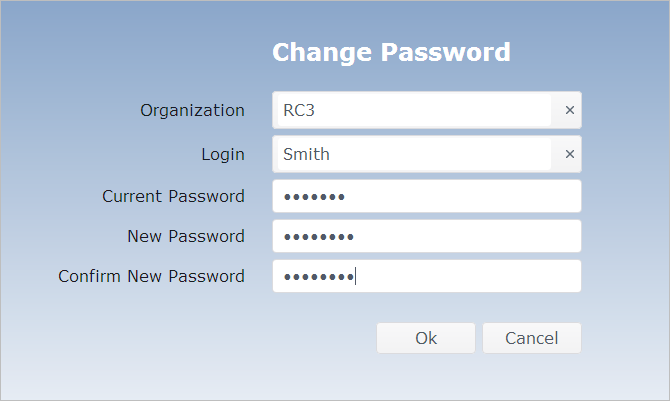 Change Password
Organization RC3 ×
Login Smith ×
Current Password •••••••
New Password ••••••••
Confirm New Password ••••••••
Ok Cancel